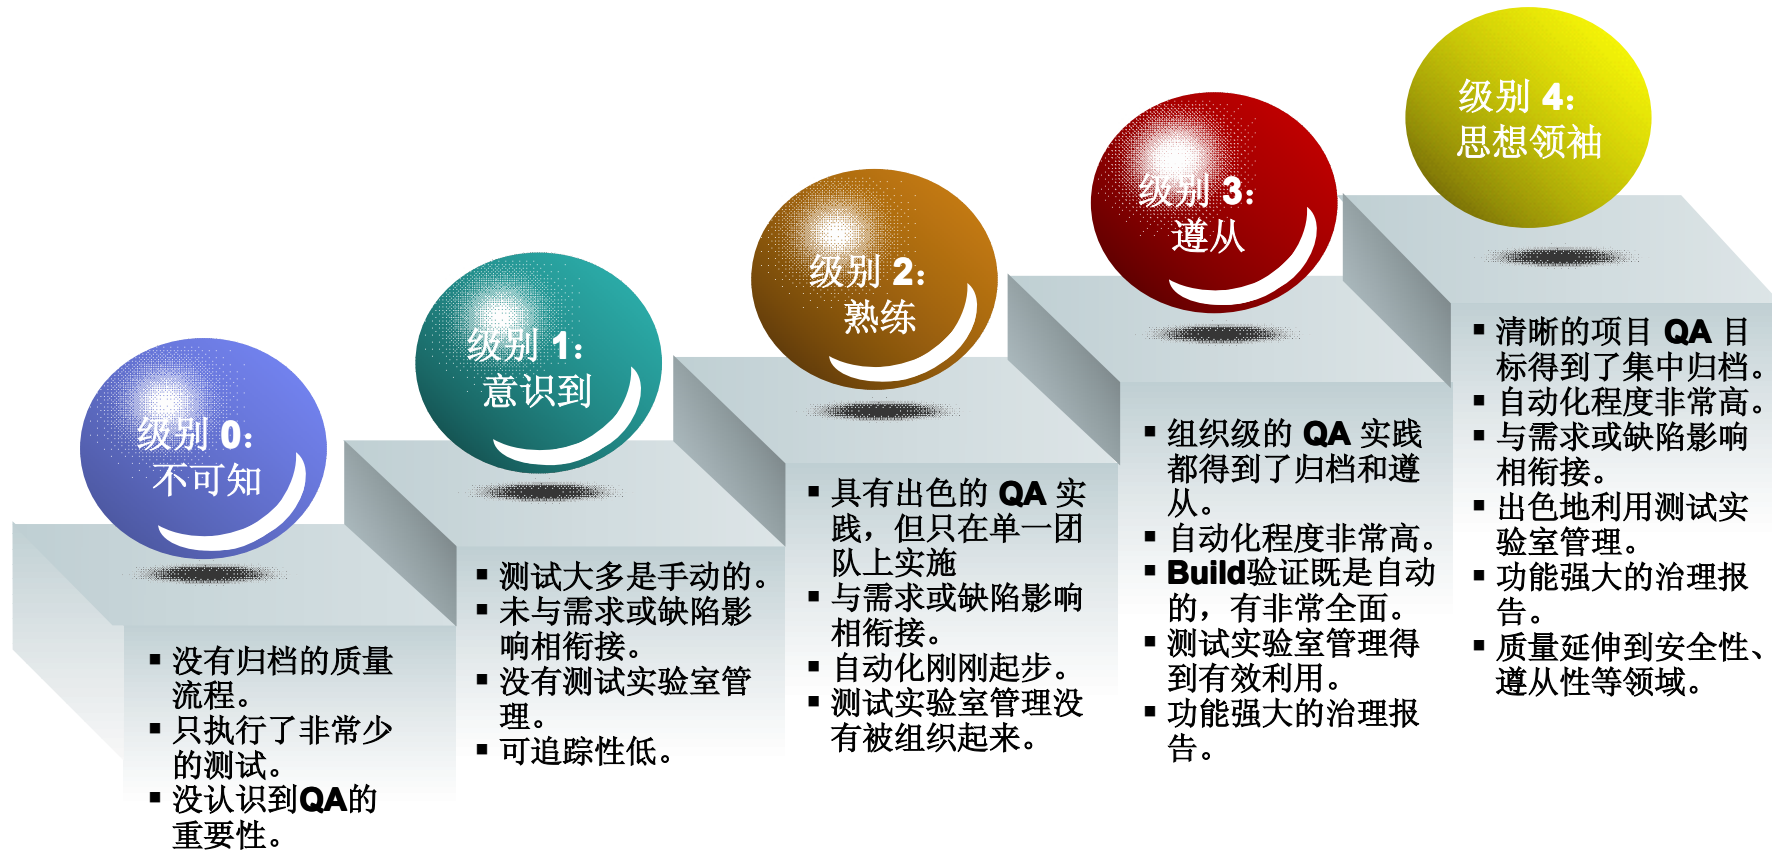 级别 0：
不可知
▪ 没有归档的质量
流程。
▪ 只执行了非常少
的测试。
▪ 没认识到QA的
重要性。
级别 1：
意识到
▪ 测试大多是手动的。
▪ 未与需求或缺陷影
响相衔接。
▪ 没有测试实验室管
理。
▪ 可追踪性低。
级别 2：
熟练
▪ 具有出色的 QA 实
践，但只在单一团
队上实施
▪ 与需求或缺陷影响
相衔接。
▪ 自动化刚刚起步。
▪ 测试实验室管理没
有被组织起来。
级别 3：
遵从
▪ 组织级的 QA 实践
都得到了归档和遵
从。
▪ 自动化程度非常高。
▪ Build验证既是自动
的，有非常全面。
▪ 测试实验室管理得
到有效利用。
▪ 功能强大的治理报
告。
级别 4：
思想领袖
▪ 清晰的项目 QA 目
标得到了集中归档。
▪ 自动化程度非常高。
▪ 与需求或缺陷影响
相衔接。
▪ 出色地利用测试实
验室管理。
▪ 功能强大的治理报
告。
▪ 质量延伸到安全性、
遵从性等领域。